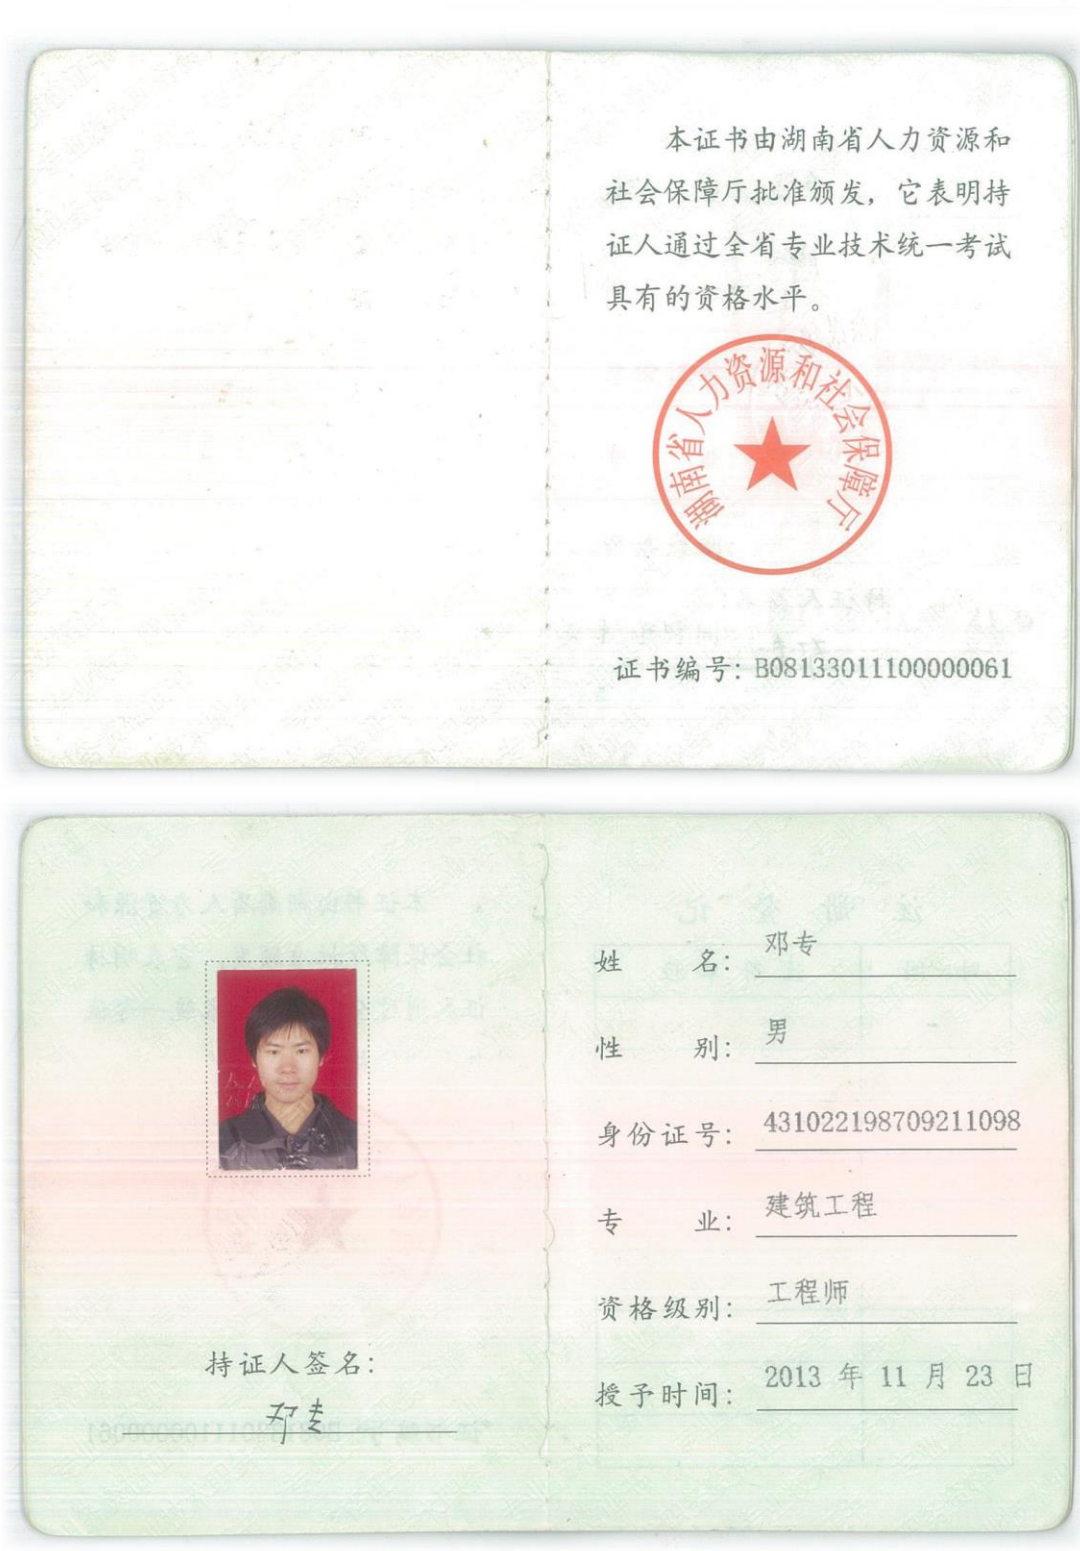 本证书由湖南省人力资源和
社会保障厅批准颁发，它表明持
证人通过全省专业技术统一考试
具有的资格水平。
湖南省人力资源和社会保障厅
证书编号: B08133011100000061
姓 名: 邓专
性 别: 男
身份证号: 431022198709211098
专 业: 建筑工程
资格级别: 工程师
授予时间: 2013 年 11 月 23 日
持证人签名:
邓专